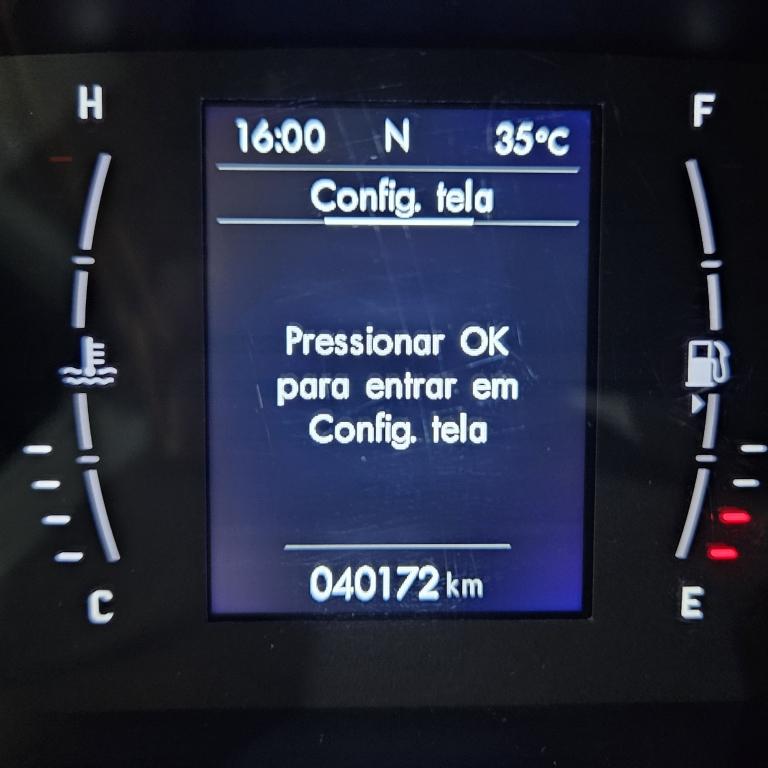 H
F
16:00 N 35°C
Config. tela
Pressionar OK
para entrar em
Config. tela
040172 km
C
E